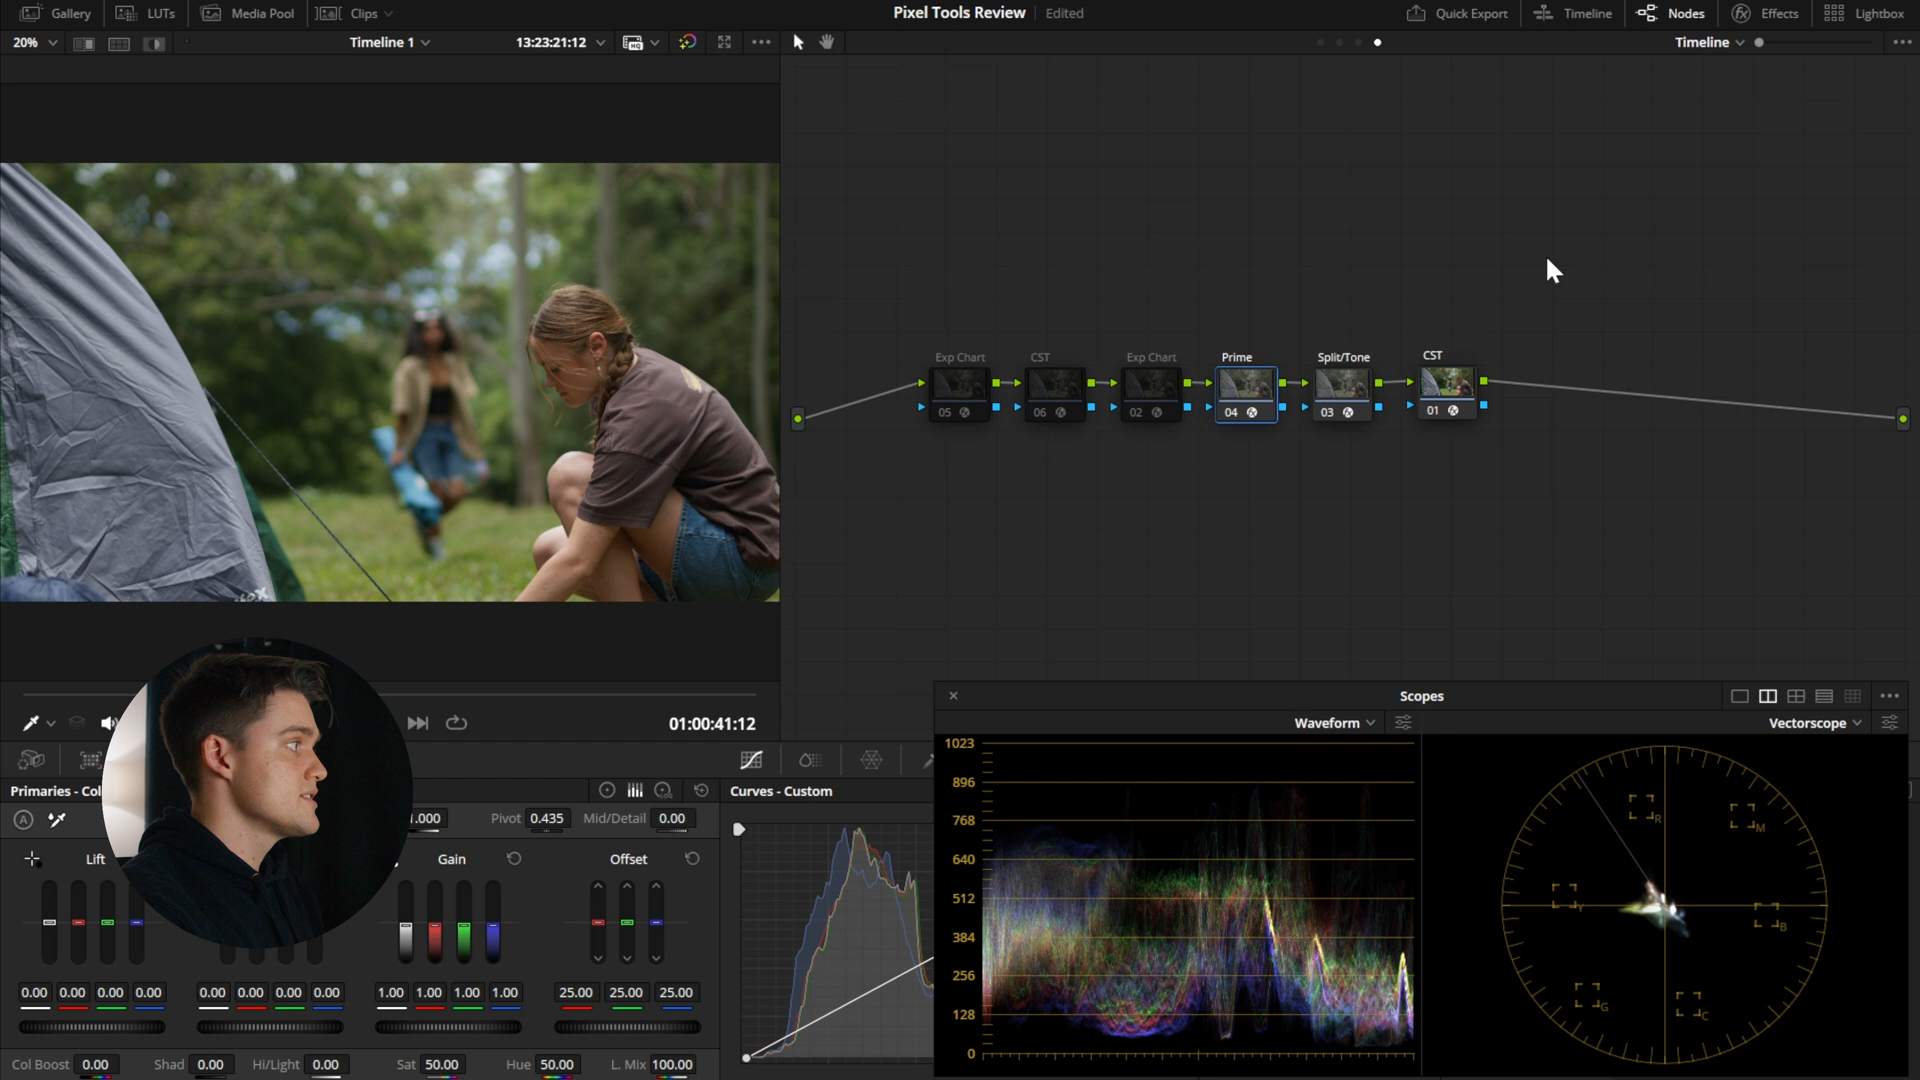 Gallery LUTs Media Pool Clips Pixel Tools Review Edited Quick Export Timeline Nodes Effects Lightbox
20% Timeline 1 13:23:21:12 HQ Timeline
Exp Chart CST Exp Chart Prime Split/Tone CST
05 06 02 04 03 01
Scopes
01:00:41:12 Waveform Vectorscope
1023
896
768
640
512
384
256
128
0
R
M
Y
B
G
C
Primaries - Col Curves - Custom
A 1.000 Pivot 0.435 Mid/Detail 0.00
Lift Gain Offset
0.00 0.00 0.00 0.00 0.00 0.00 0.00 0.00 1.00 1.00 1.00 1.00 25.00 25.00 25.00
Col Boost 0.00 Shad 0.00 Hi/Light 0.00 Sat 50.00 Hue 50.00 L. Mix 100.00